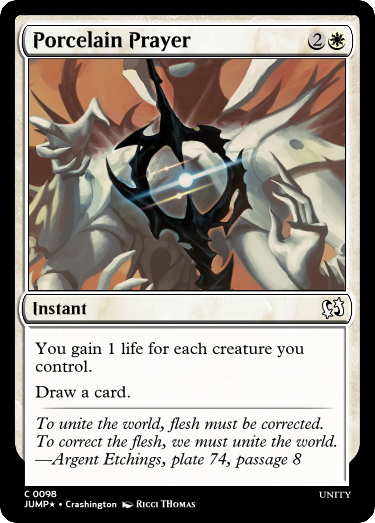 Porcelain Prayer 2
Instant
You gain 1 life for each creature you
control.
Draw a card.
To unite the world, flesh must be corrected.
To correct the flesh, we must unite the world.
—Argent Etchings, plate 74, passage 8
C 0098
JUMP★ • Crashington Ricci THomas
UNITY